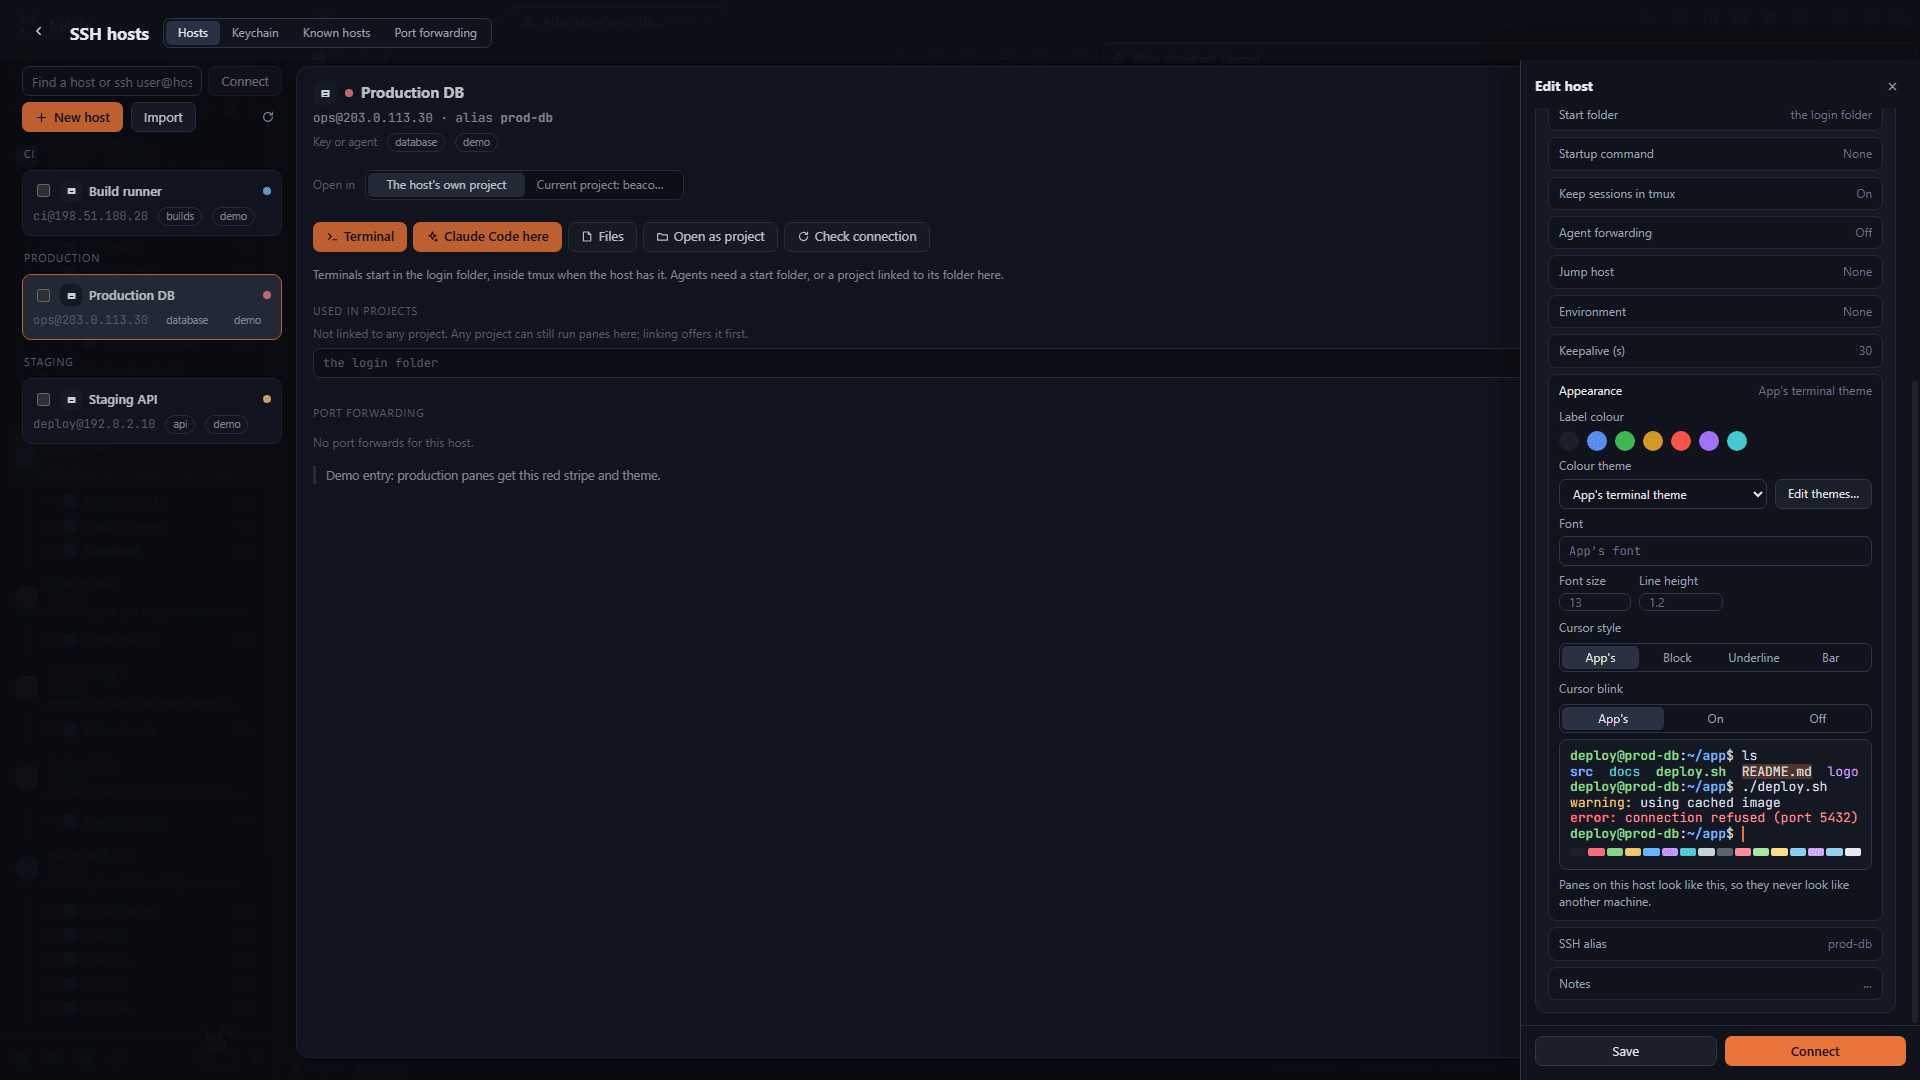 SSH hosts
Hosts
Keychain
Known hosts
Port forwarding
Find a host or ssh user@hos
Connect
New host
Import
CI
Build runner
ci@198.51.100.20 builds demo
PRODUCTION
Production DB
ops@203.0.113.30 database demo
STAGING
Staging API
deploy@192.0.2.10 api demo
Production DB
ops@203.0.113.30 · alias prod-db
Key or agent database demo
Open in The host's own project Current project: beaco...
Terminal
Claude Code here
Files
Open as project
Check connection
Terminals start in the login folder, inside tmux when the host has it. Agents need a start folder, or a project linked to its folder here.
USED IN PROJECTS
Not linked to any project. Any project can still run panes here; linking offers it first.
the login folder
PORT FORWARDING
No port forwards for this host.
Demo entry: production panes get this red stripe and theme.
Edit host
Start folder the login folder
Startup command None
Keep sessions in tmux On
Agent forwarding Off
Jump host None
Environment None
Keepalive (s) 30
Appearance App's terminal theme
Label colour
Colour theme
App's terminal theme Edit themes...
Font
App's font
Font size Line height
13 1.2
Cursor style
App's Block Underline Bar
Cursor blink
App's On Off
deploy@prod-db:~/app$ ls
src docs deploy.sh README.md logo
deploy@prod-db:~/app$ ./deploy.sh
warning: using cached image
error: connection refused (port 5432)
deploy@prod-db:~/app$
Panes on this host look like this, so they never look like
another machine.
SSH alias prod-db
Notes ...
Save
Connect